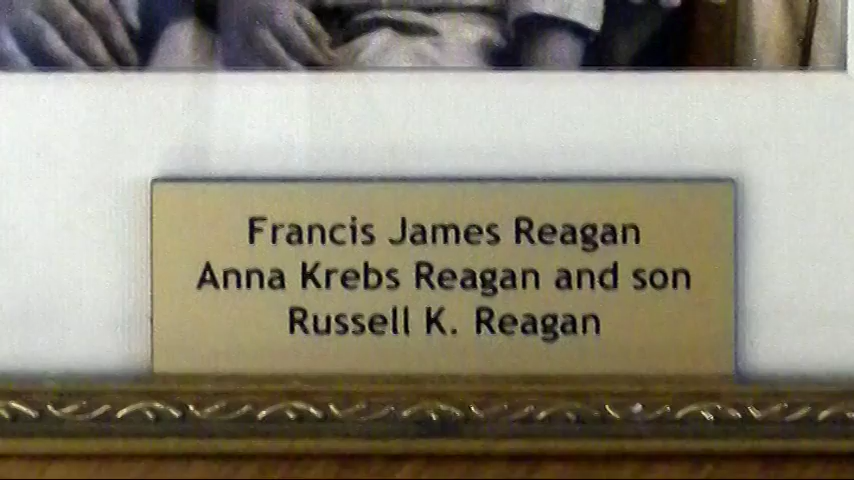 Francis James Reagan
Anna Krebs Reagan and son
Russell K. Reagan